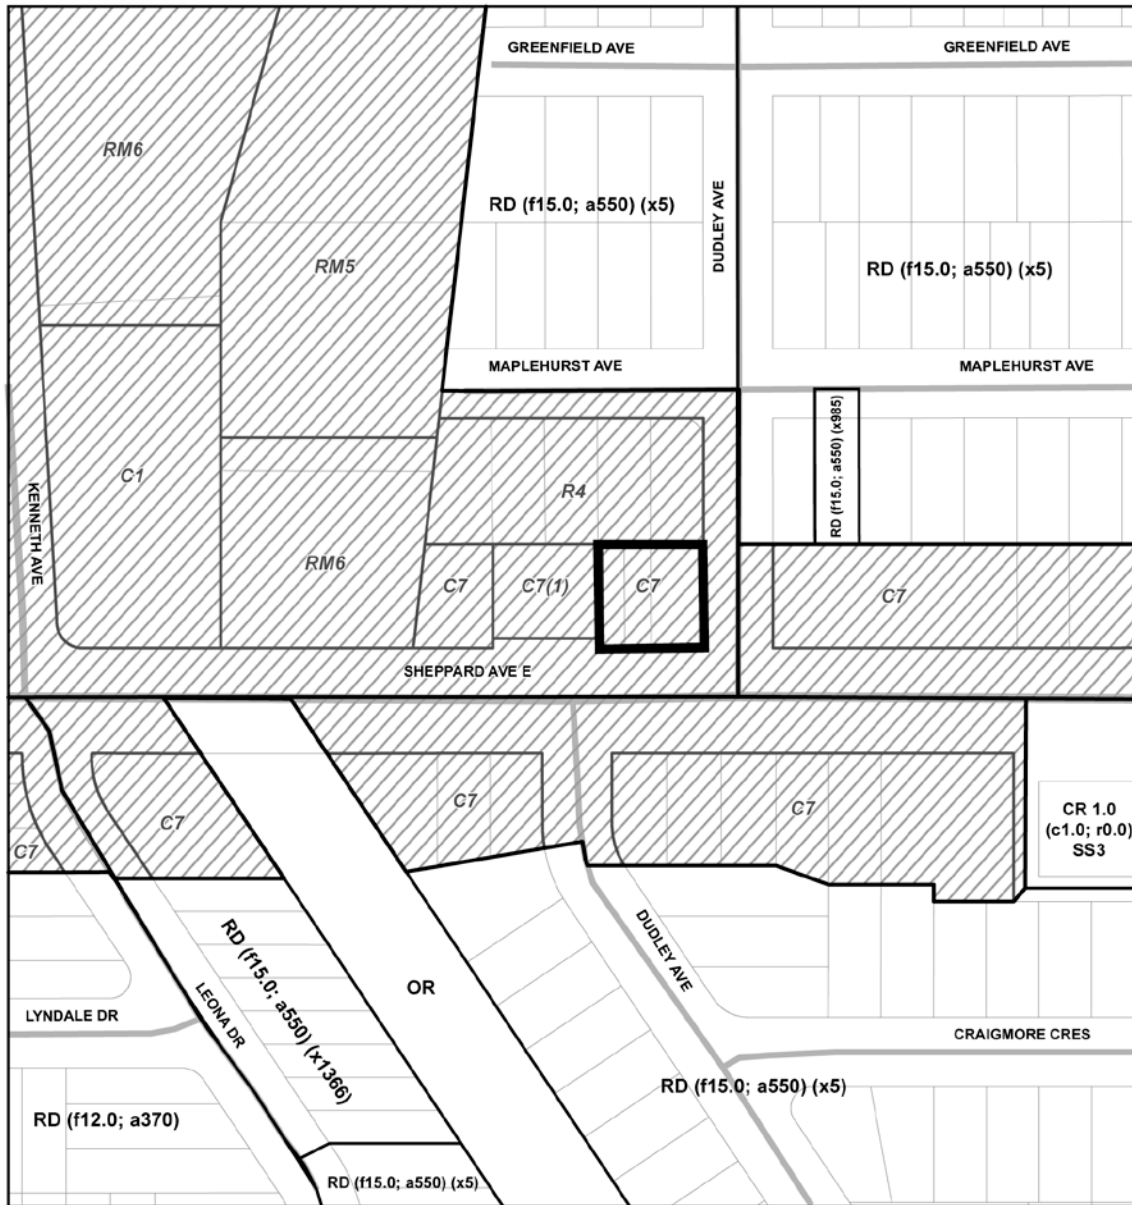 GREENFIELD AVE
GREENFIELD AVE
RM6
RD (f15.0; a550) (x5)
DUDLEY AVE
RM5
RD (f15.0; a550) (x5)
MAPLEHURST AVE
MAPLEHURST AVE
RD (f15.0; a550) (x985)
C1
R4
KENNETH AVE
RM6
C7
C7(1)
C7
C7
SHEPPARD AVE E
C7
C7
C7
C7
CR 1.0
(c1.0; r0.0)
SS3
RD (f15.0; a550) (x1366)
DUDLEY AVE
OR
LEONA DR
LYNDALE DR
CRAIGMORE CRES
RD (f15.0; a550) (x5)
RD (f12.0; a370)
RD (f15.0; a550) (x5)